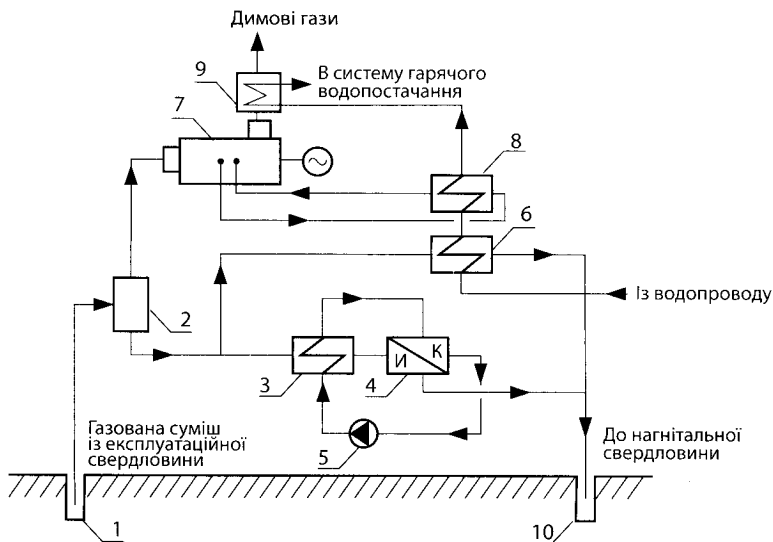 Димові гази
9
В систему гарячого
водопостачання
7
8
6
2
Із водопроводу
3
И
К
4
5
Газована суміш
із експлуатаційної
свердловини
До нагнітальної
свердловини
1
10